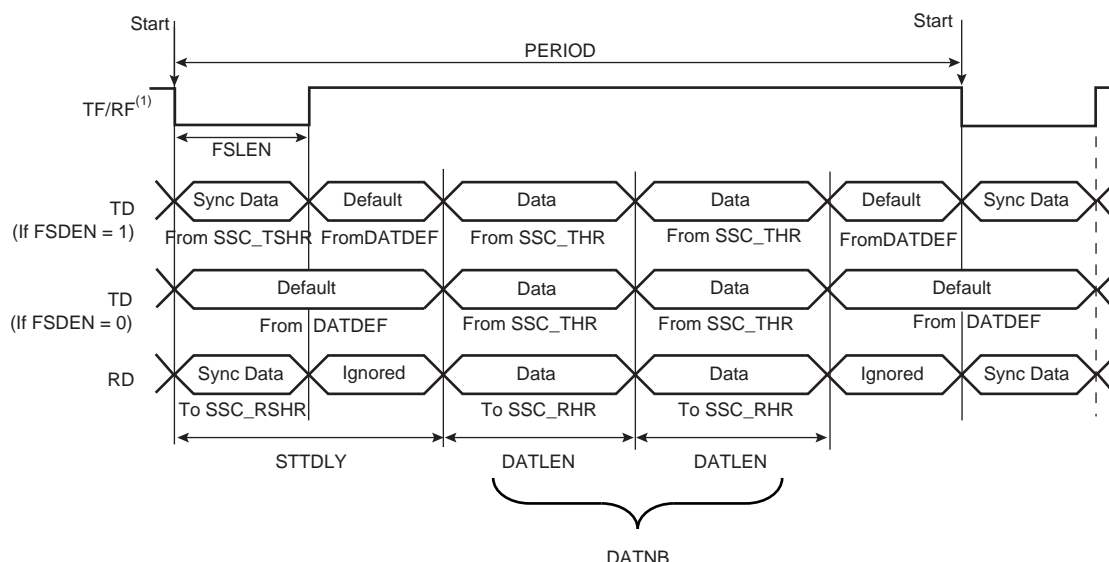 Start
Start
PERIOD
TF/RF(1)
FSLEN
TD
(If FSDEN = 1)
Sync Data
Default
Data
Data
Default
Sync Data
From SSC_TSHR
FromDATDEF
From SSC_THR
From SSC_THR
FromDATDEF
TD
(If FSDEN = 0)
Default
Data
Data
Default
From DATDEF
From SSC_THR
From SSC_THR
From DATDEF
RD
Sync Data
Ignored
Data
Data
Ignored
Sync Data
To SSC_RSHR
To SSC_RHR
To SSC_RHR
STTDLY
DATLEN
DATLEN
DATNB